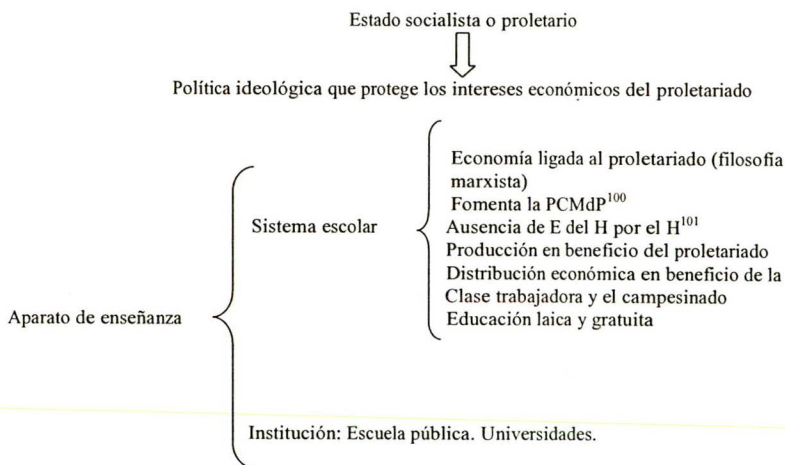 Estado socialista o proletario
Política ideológica que protege los intereses económicos del proletariado
Economía ligada al proletariado (filosofía
marxista)
Fomenta la PCMdP¹⁰⁰
Sistema escolar
Ausencia de E del H por el H¹⁰¹
Producción en beneficio del proletariado
Distribución económica en beneficio de la
Clase trabajadora y el campesinado
Aparato de enseñanza
Educación laica y gratuita
Institución: Escuela pública. Universidades.